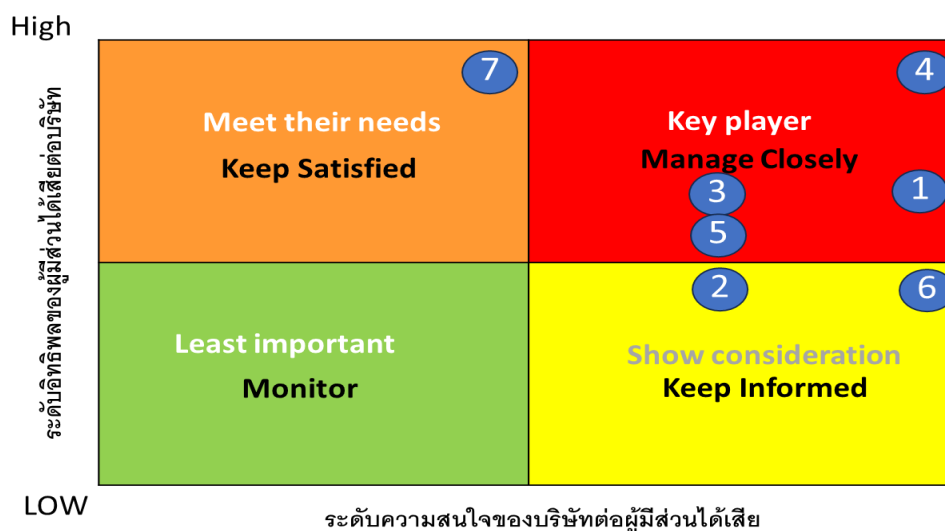 High
7
4
Meet their needs
Keep Satisfied
Key player
Manage Closely
3
1
5
ระดับอิทธิพลของผู้มีส่วนได้เสียต่อบริษัท
2
6
Least important
Monitor
Show consideration
Keep Informed
LOW
ระดับความสนใจของบริษัทต่อผู้มีส่วนได้เสีย